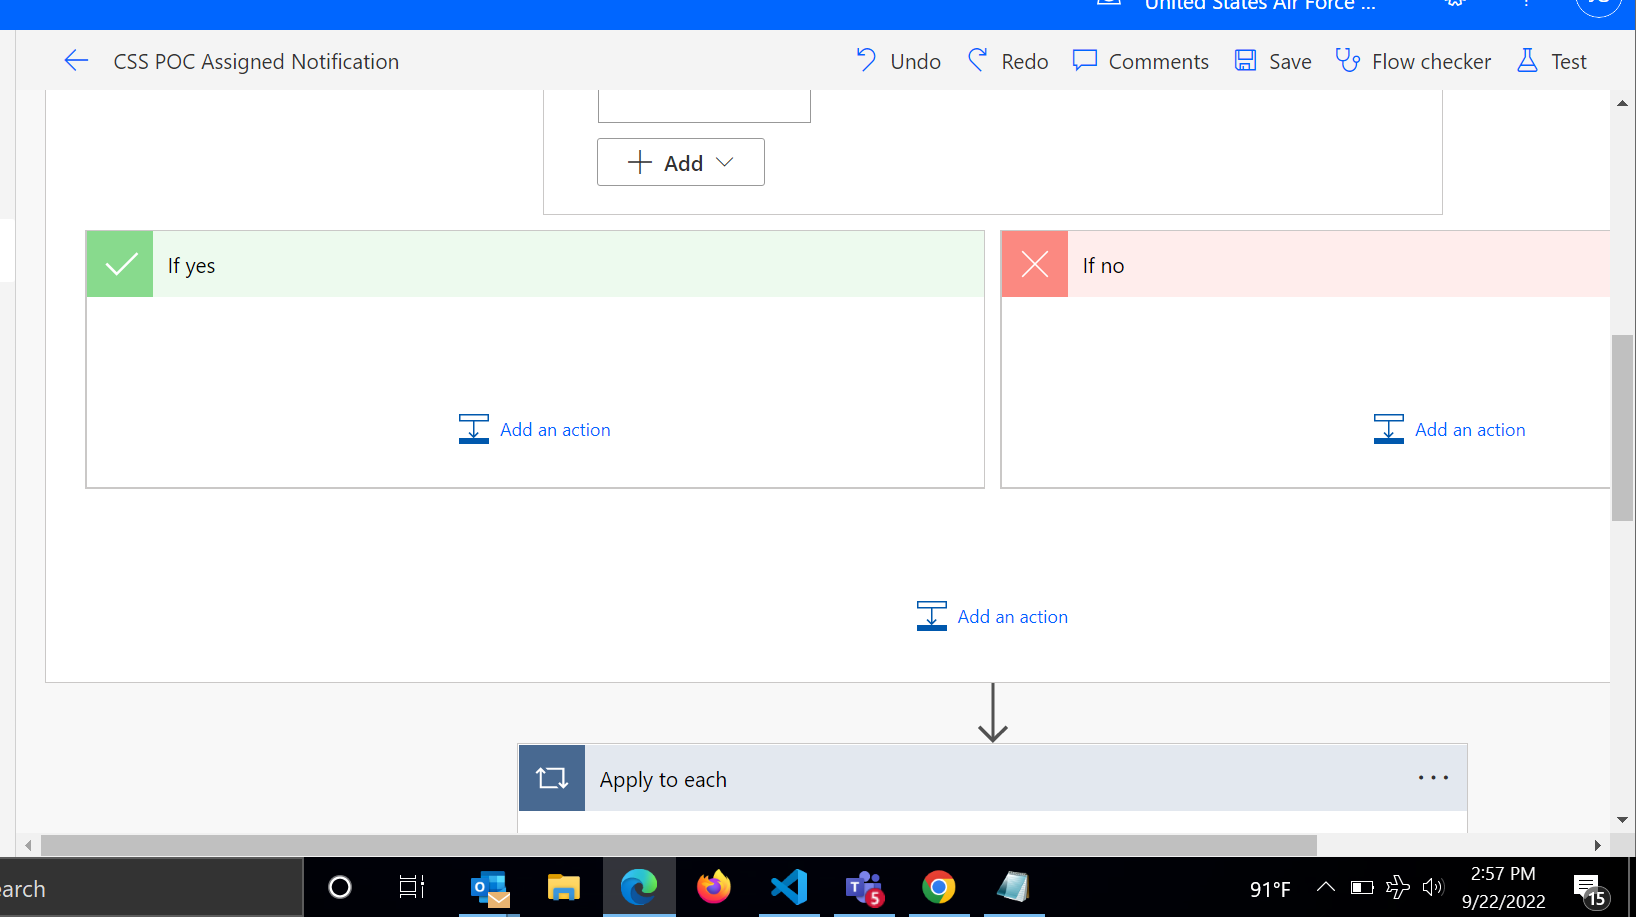 United States Air Force ...
CSS POC Assigned Notification
Undo
Redo
Comments
Save
Flow checker
Test
Add
If yes
If no
Add an action
Add an action
Add an action
Apply to each
...
earch
5
91°F
2:57 PM
9/22/2022
15